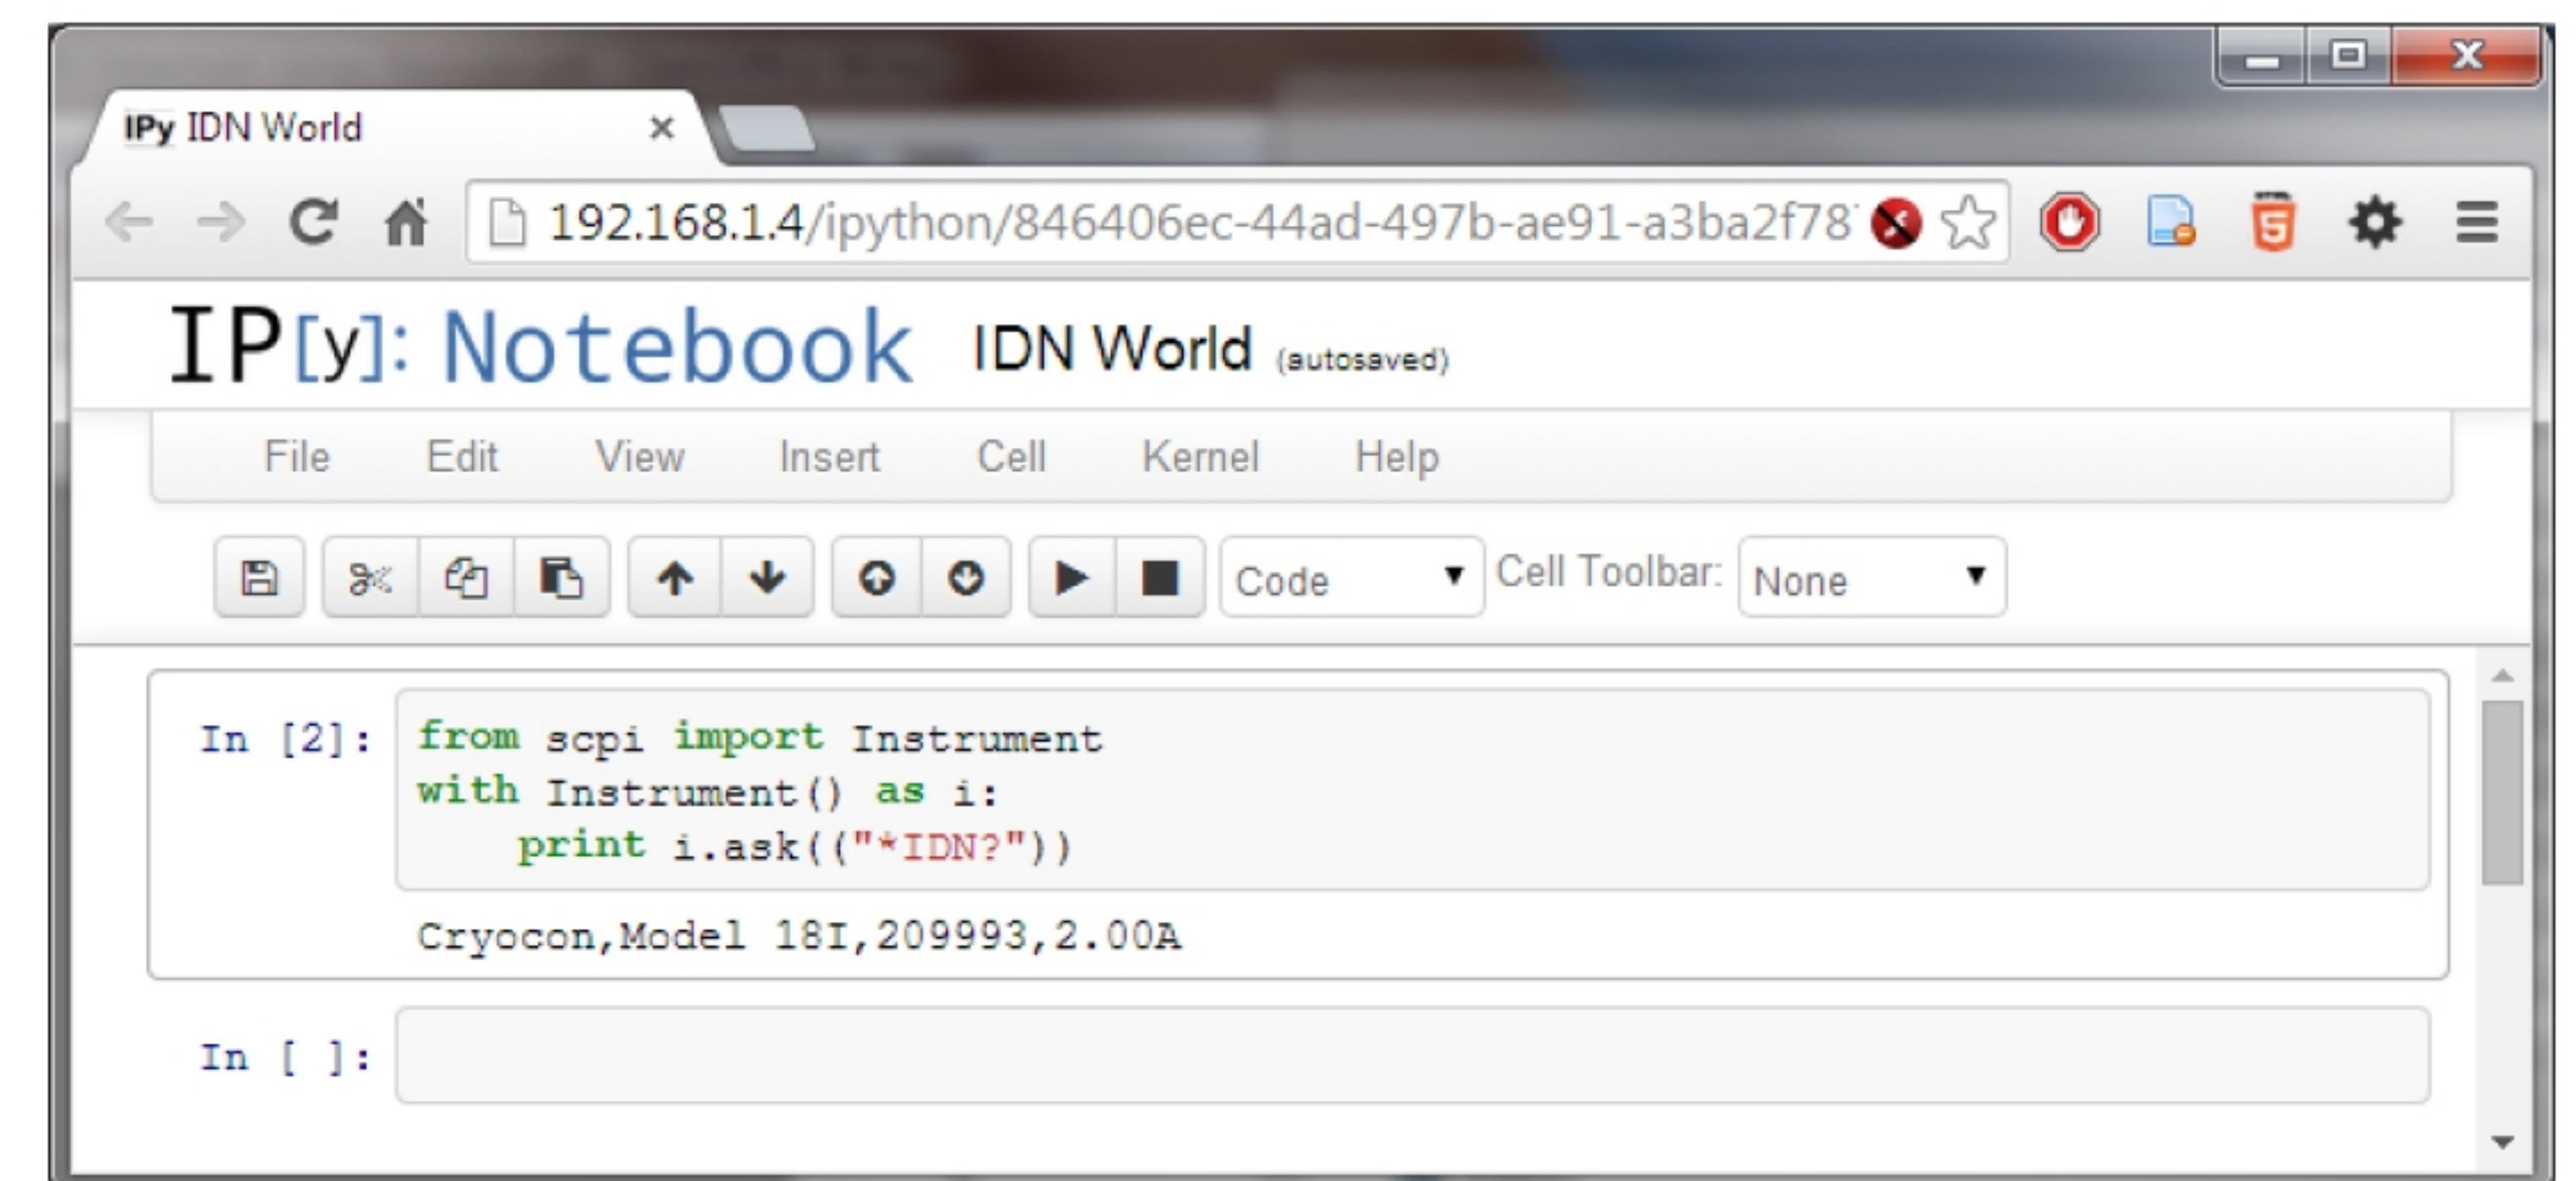 IPy IDN World
192.168.1.4/ipython/846406ec-44ad-497b-ae91-a3ba2f78
IP[y]: Notebook IDN World (autosaved)
File Edit View Insert Cell Kernel Help
Code Cell Toolbar: None
In [2]: from scpi import Instrument
with Instrument() as i:
    print i.ask(("*IDN?"))
Cryocon,Model 18I,209993,2.00A
In [ ]: